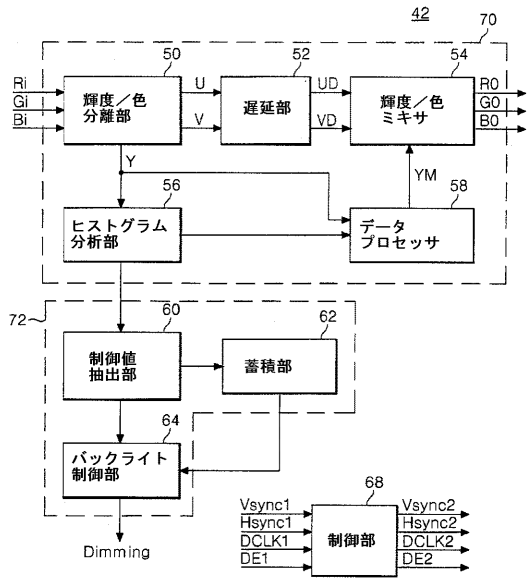 42
70
50
52
54
Ri
Gi
Bi
輝度／色
分離部
U
V
遅延部
UD
VD
輝度／色
ミキサ
R0
G0
B0
Y
YM
56
58
ヒストグラム
分析部
データ
プロセッサ
72
60
62
制御値
抽出部
蓄積部
64
バックライト
制御部
Dimming
68
Vsync1
Hsync1
DCLK1
DE1
制御部
Vsync2
Hsync2
DCLK2
DE2